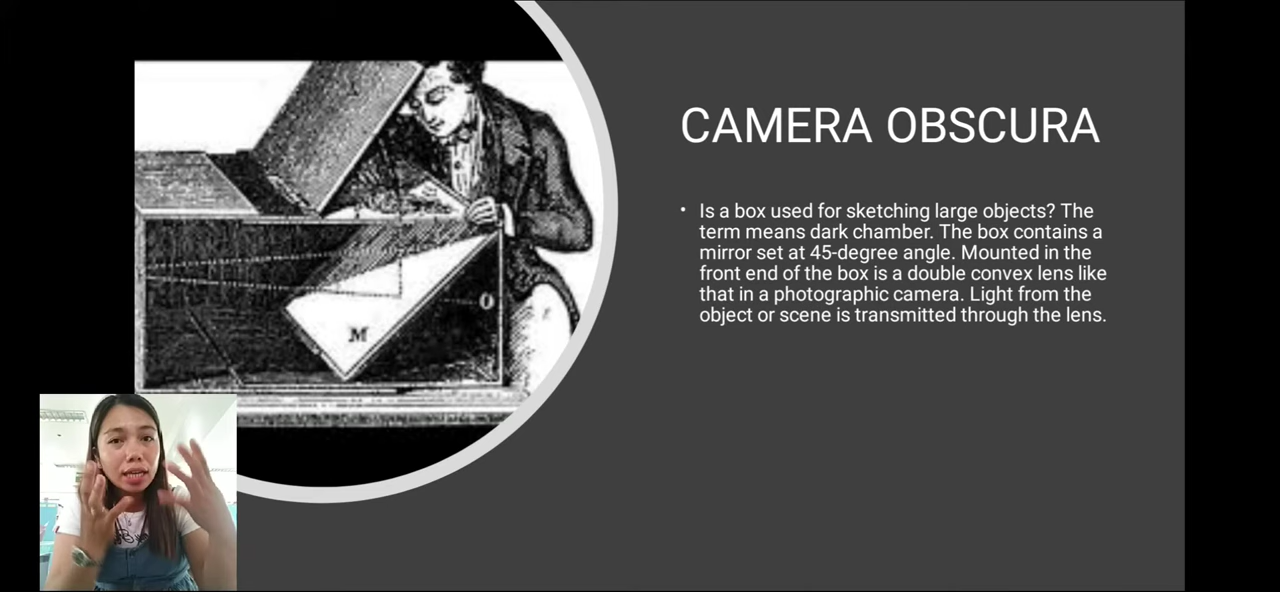 CAMERA OBSCURA
• Is a box used for sketching large objects? The
term means dark chamber. The box contains a
mirror set at 45-degree angle. Mounted in the
front end of the box is a double convex lens like
that in a photographic camera. Light from the
object or scene is transmitted through the lens.
O
M